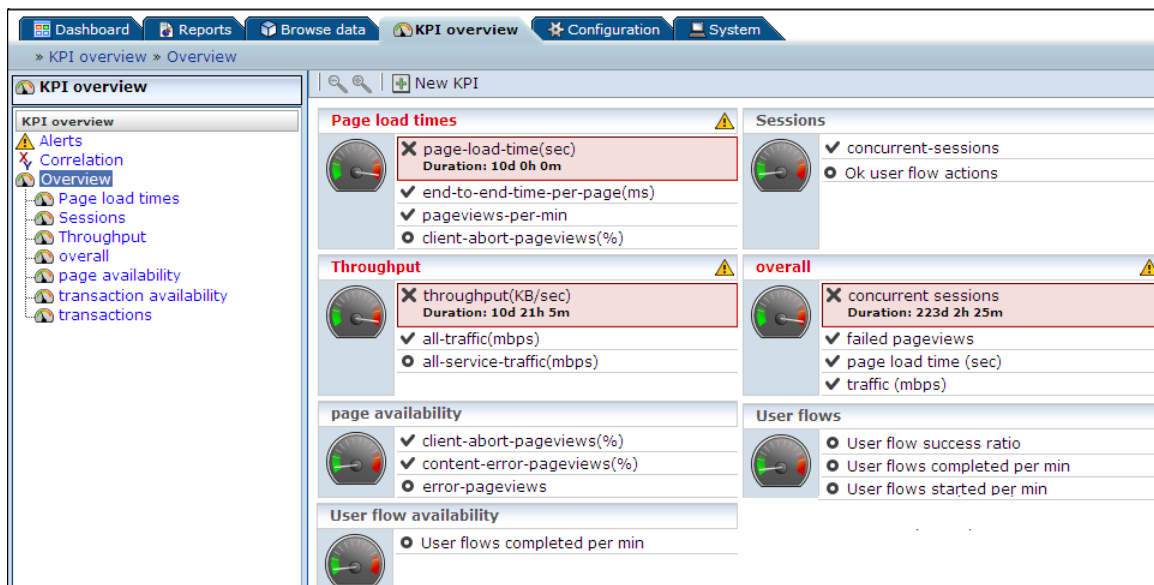 Dashboard Reports Browse data KPI overview Configuration System
» KPI overview » Overview
KPI overview
New KPI
KPI overview
Alerts
Correlation
Overview
Page load times
Sessions
Throughput
overall
page availability
transaction availability
transactions
Page load times
page-load-time(sec)
Duration: 10d 0h 0m
end-to-end-time-per-page(ms)
pageviews-per-min
client-abort-pageviews(%)
Sessions
concurrent-sessions
Ok user flow actions
Throughput
throughput(KB/sec)
Duration: 10d 21h 5m
all-traffic(mbps)
all-service-traffic(mbps)
overall
concurrent sessions
Duration: 223d 2h 25m
failed pageviews
page load time (sec)
traffic (mbps)
page availability
client-abort-pageviews(%)
content-error-pageviews(%)
error-pageviews
User flows
User flow success ratio
User flows completed per min
User flows started per min
User flow availability
User flows completed per min